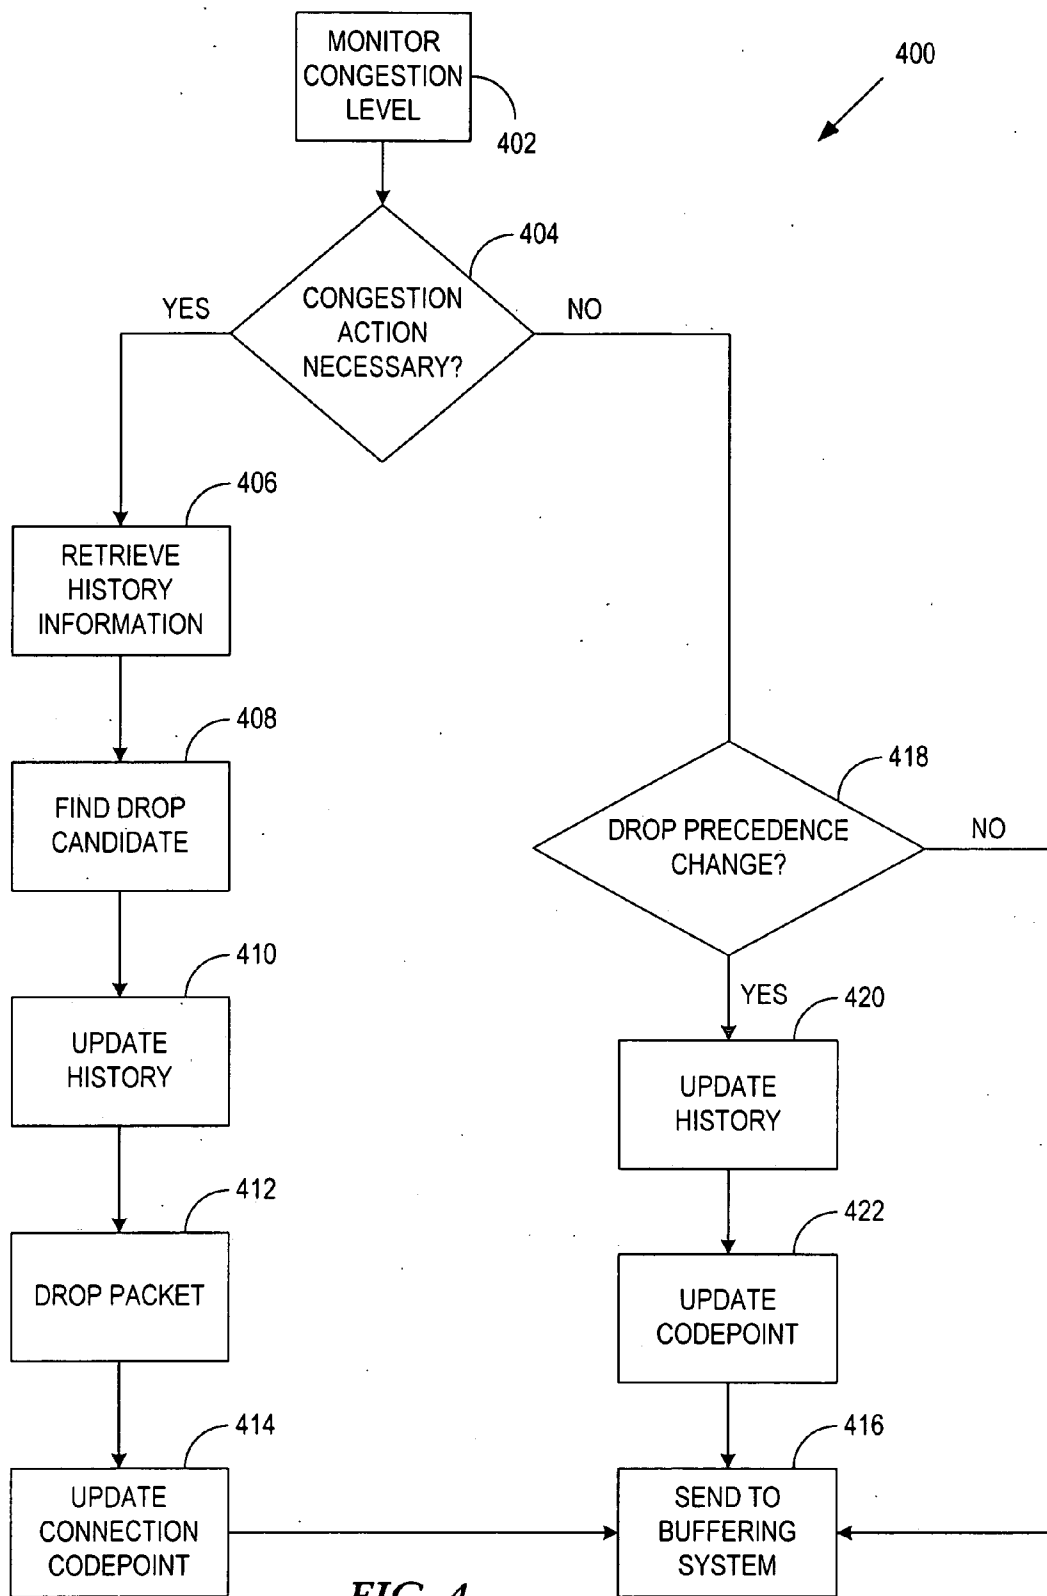 MONITOR
CONGESTION
LEVEL
402
400
404
CONGESTION
ACTION
NECESSARY?
YES
NO
406
RETRIEVE
HISTORY
INFORMATION
408
FIND DROP
CANDIDATE
418
DROP PRECEDENCE
CHANGE?
NO
YES
410
UPDATE
HISTORY
420
UPDATE
HISTORY
412
DROP PACKET
422
UPDATE
CODEPOINT
414
UPDATE
CONNECTION
CODEPOINT
416
SEND TO
BUFFERING
SYSTEM
FIG. 4